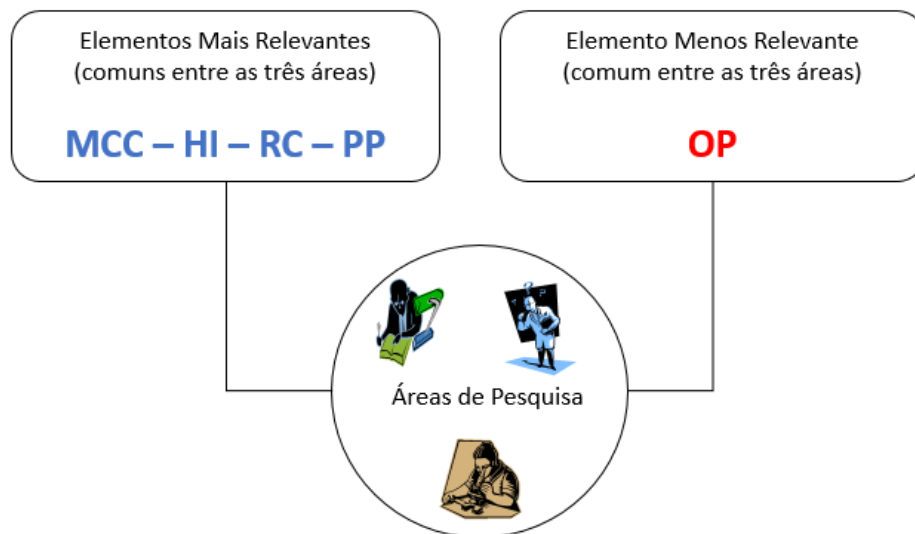 Elementos Mais Relevantes
(comuns entre as três áreas)
MCC – HI – RC – PP
Elemento Menos Relevante
(comum entre as três áreas)
OP
Áreas de Pesquisa